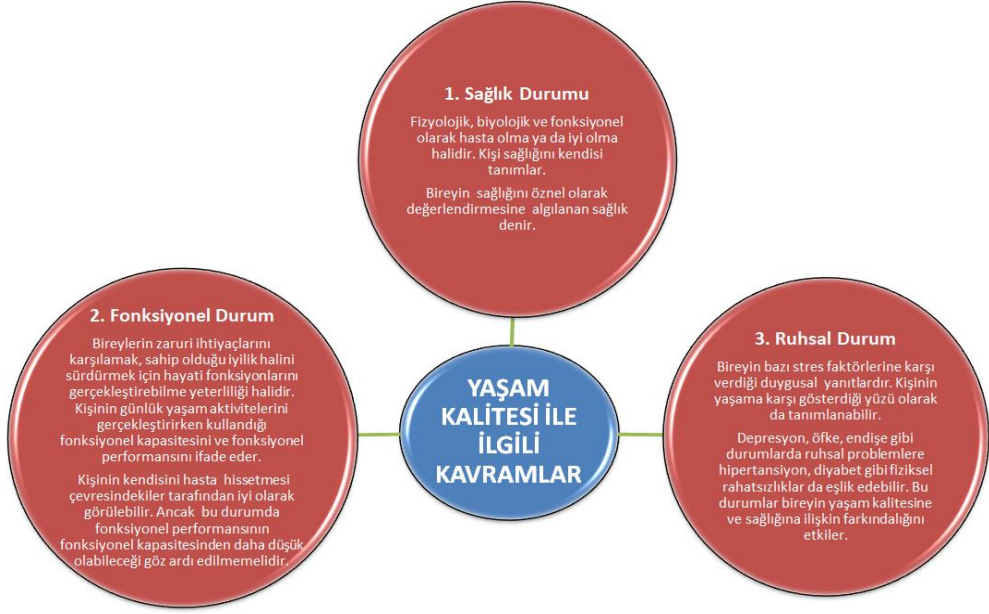 1. Sağlık Durumu
Fizyolojik, biyolojik ve fonksiyonel
olarak hasta olma ya da iyi olma
halidir. Kişi sağlığını kendisi
tanımlar.
Bireyin sağlığını öznel olarak
değerlendirmesine algılanan sağlık
denir.
2. Fonksiyonel Durum
Bireylerin zaruri ihtiyaçlarını
karşılamak, sahip olduğu iyilik halini
sürdürmek için hayati fonksiyonlarını
gerçekleştirebilme yeterliliği halidir.
Kişinin günlük yaşam aktivitelerini
gerçekleştirirken kullandığı
fonksiyonel kapasitesini ve fonksiyonel
performansını ifade eder.
Kişinin kendisini hasta hissetmesi
çevresindekiler tarafından iyi olarak
görülebilir. Ancak bu durumda
fonksiyonel performansının
fonksiyonel kapasitesinden daha düşük
olabileceği göz ardı edilmemelidir.
YAŞAM
KALİTESİ İLE
İLGİLİ
KAVRAMLAR
3. Ruhsal Durum
Bireyin bazı stres faktörlerine karşı
verdiği duygusal yanıtlardır. Kişinin
yaşama karşı gösterdiği yüzü olarak
da tanımlanabilir.
Depresyon, öfke, endişe gibi
durumlarda ruhsal problemlere
hipertansiyon, diyabet gibi fiziksel
rahatsızlıklar da eşlik edebilir. Bu
durumlar bireyin yaşam kalitesine
ve sağlığına ilişkin farkındalığını
etkiler.